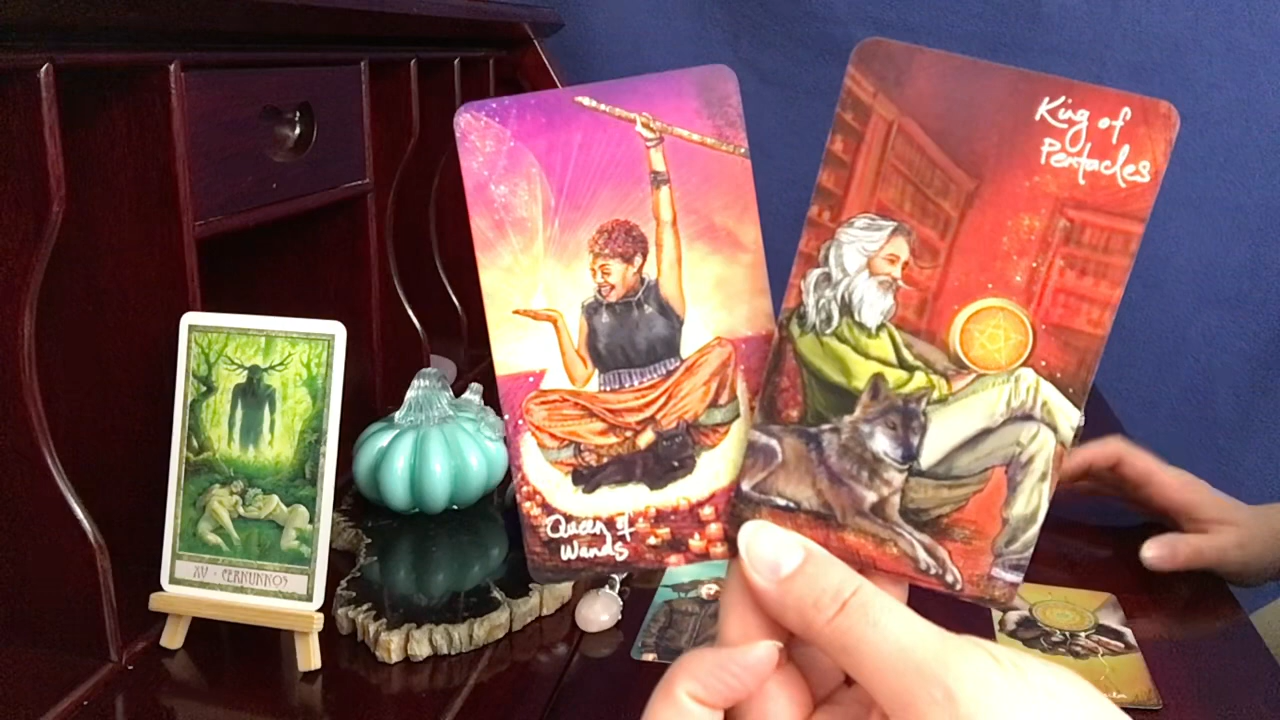 King of
Pentacles
Queen of
Wands
XV · CERNUNNOS